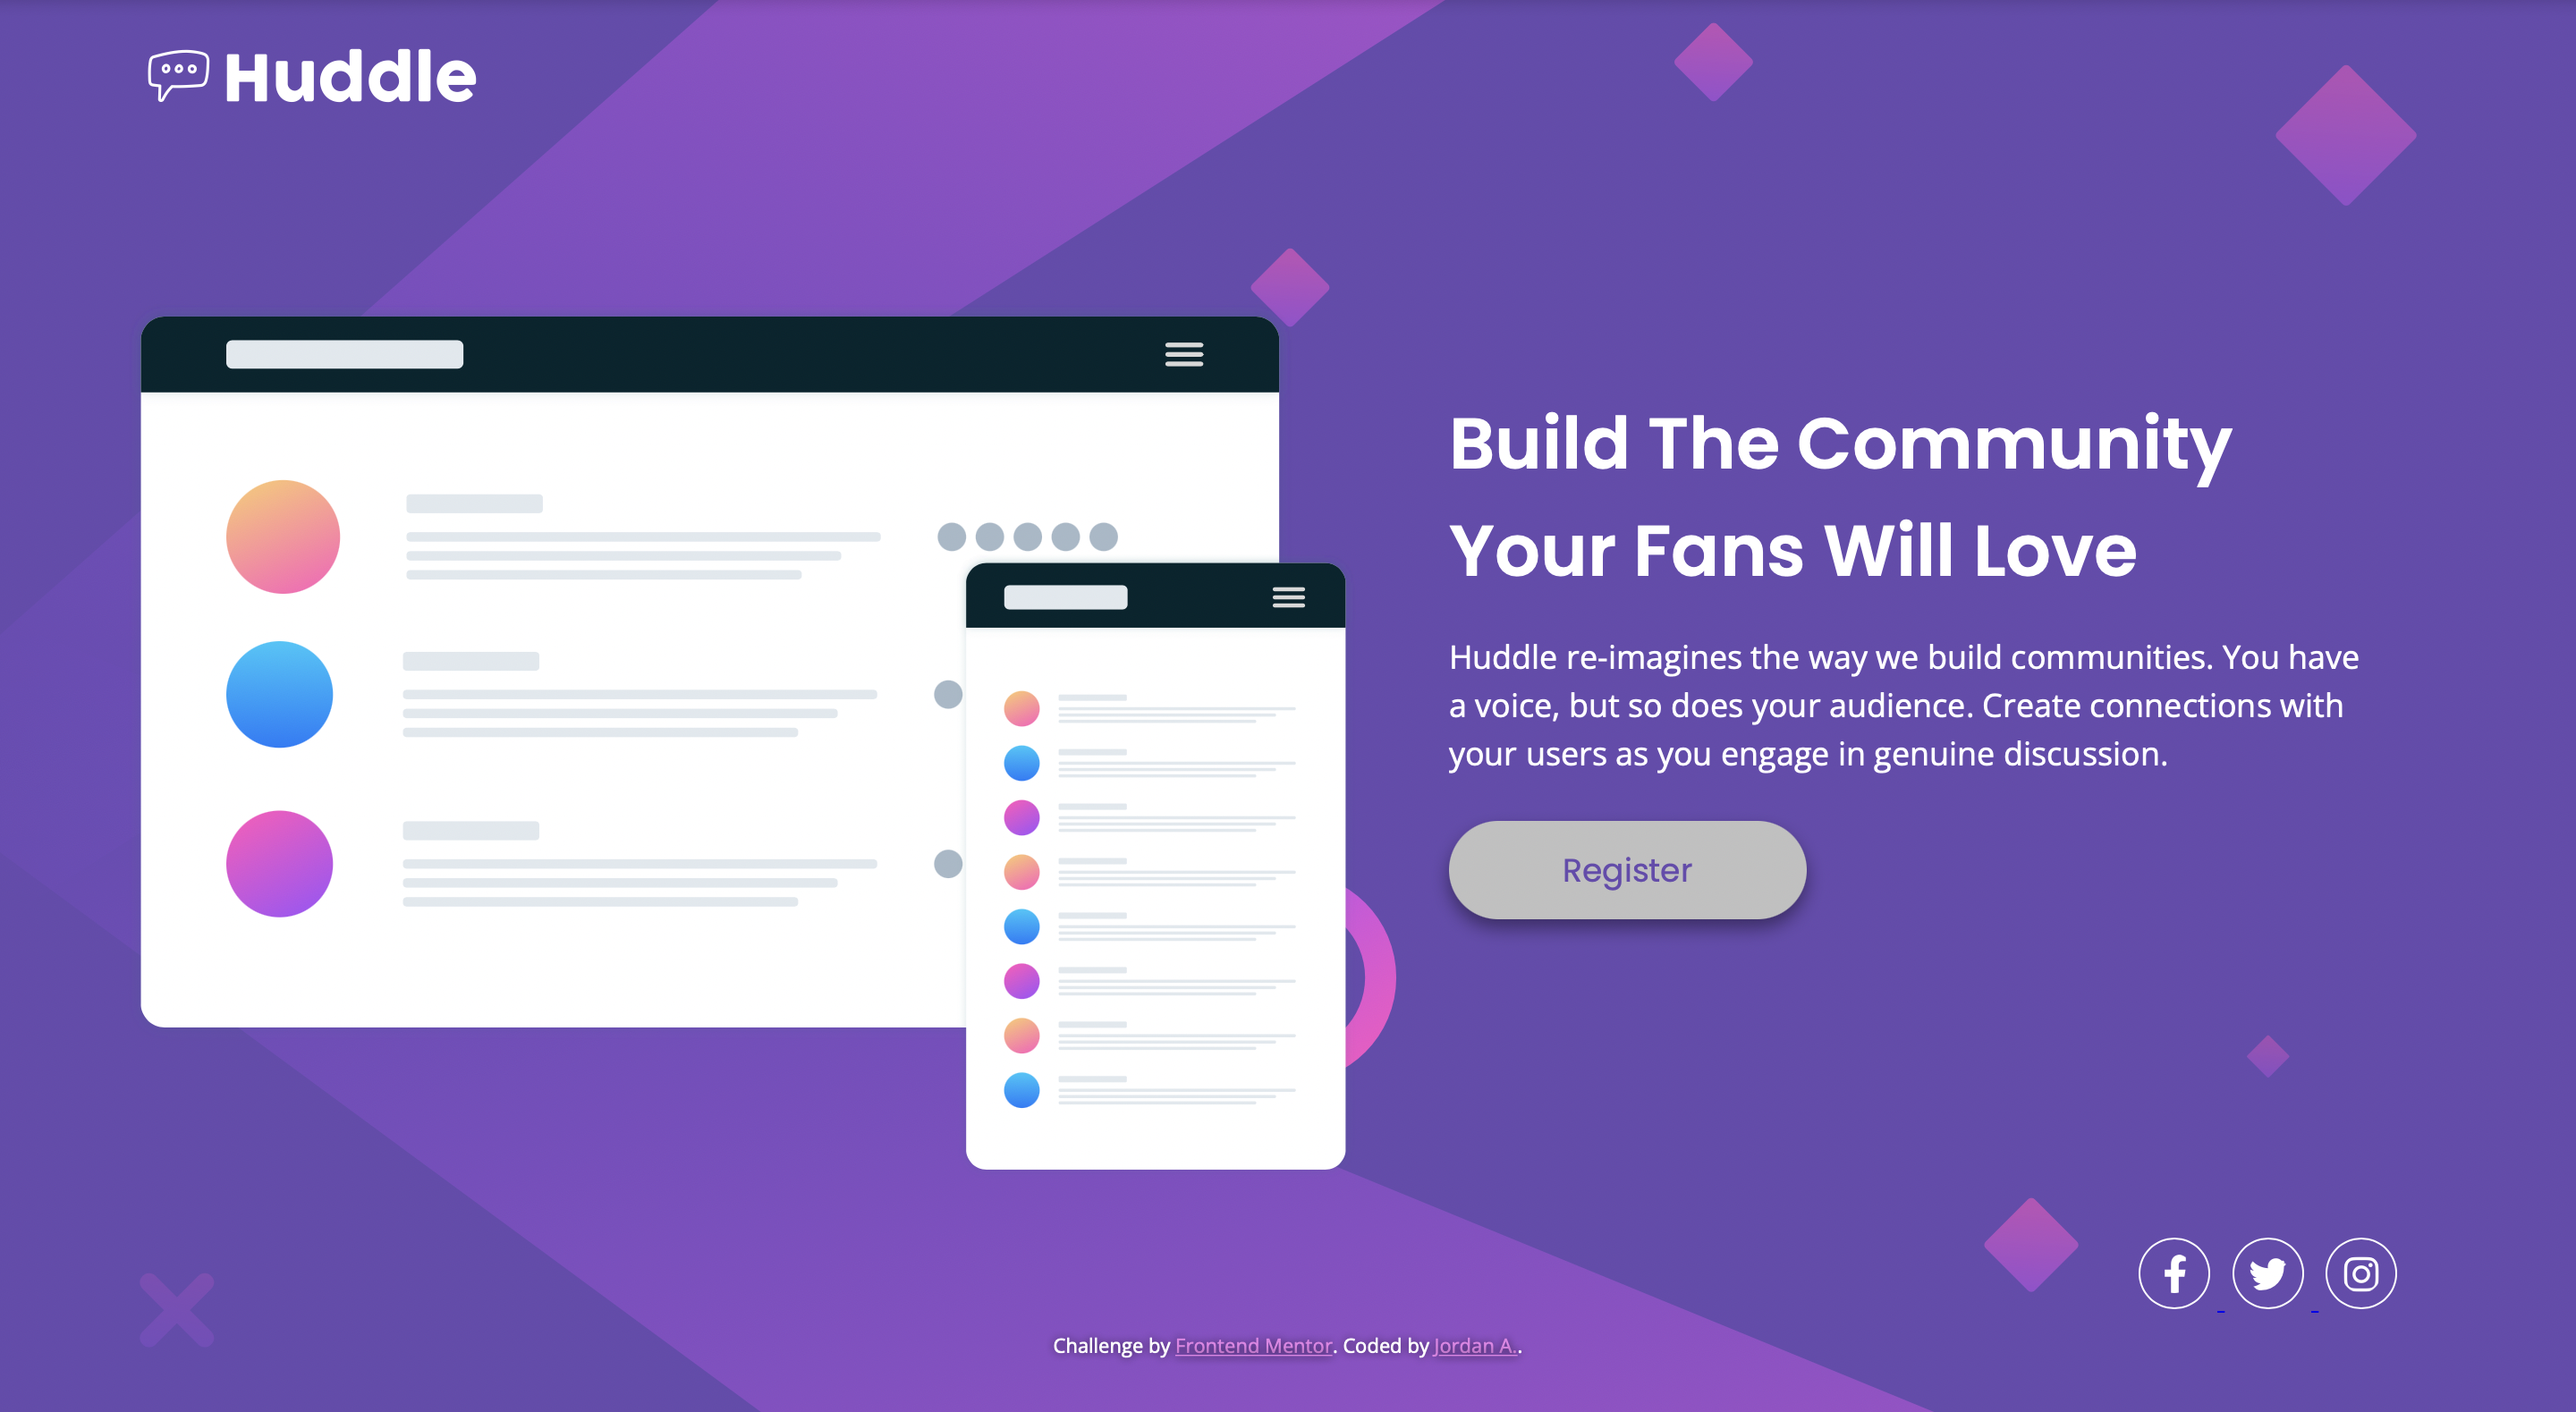 Huddle
Build The Community
Your Fans Will Love
Huddle re-imagines the way we build communities. You have
a voice, but so does your audience. Create connections with
your users as you engage in genuine discussion.
Register
Challenge by Frontend Mentor. Coded by Jordan A..